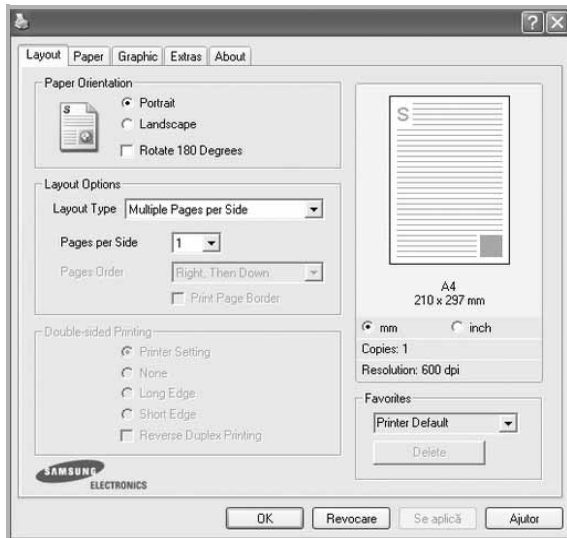 Layout Paper Graphic Extras About
Paper Orientation
S
Portrait
Landscape
Rotate 180 Degrees
Layout Options
Layout Type Multiple Pages per Side
Pages per Side 1
Pages Order Right, Then Down
Print Page Border
Double-sided Printing
Printer Setting
None
Long Edge
Short Edge
Reverse Duplex Printing
SAMSUNG
ELECTRONICS
S
A4
210 x 297 mm
mm inch
Copies: 1
Resolution: 600 dpi
Favorites
Printer Default
Delete
OK Revocare Se aplică Ajutor